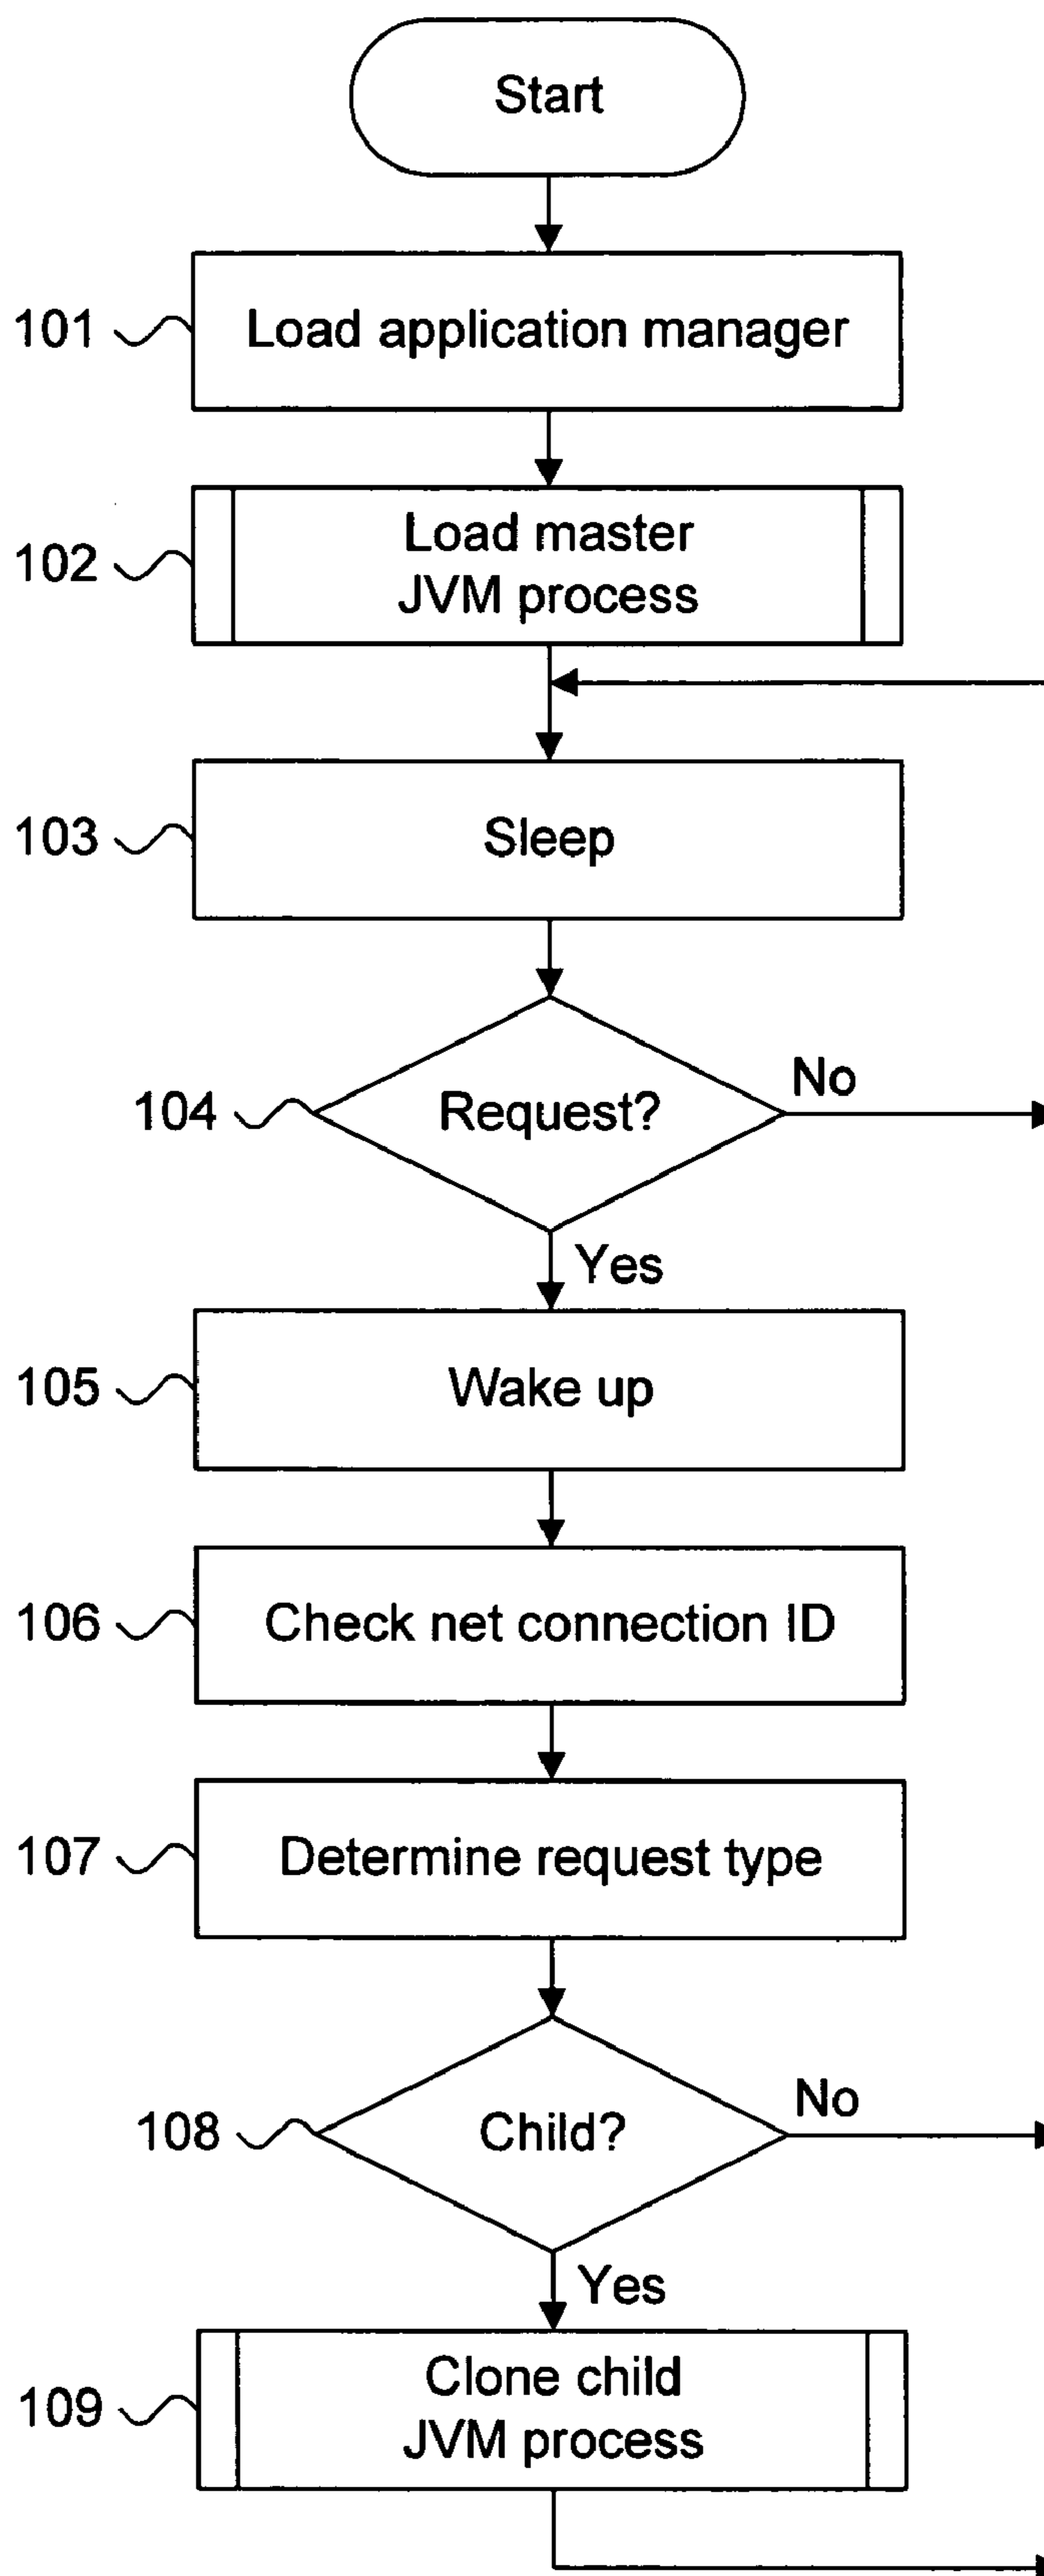 Start
101
Load application manager
102
Load master
JVM process
103
Sleep
104
Request?
No
Yes
105
Wake up
106
Check net connection ID
107
Determine request type
108
Child?
No
Yes
109
Clone child
JVM process